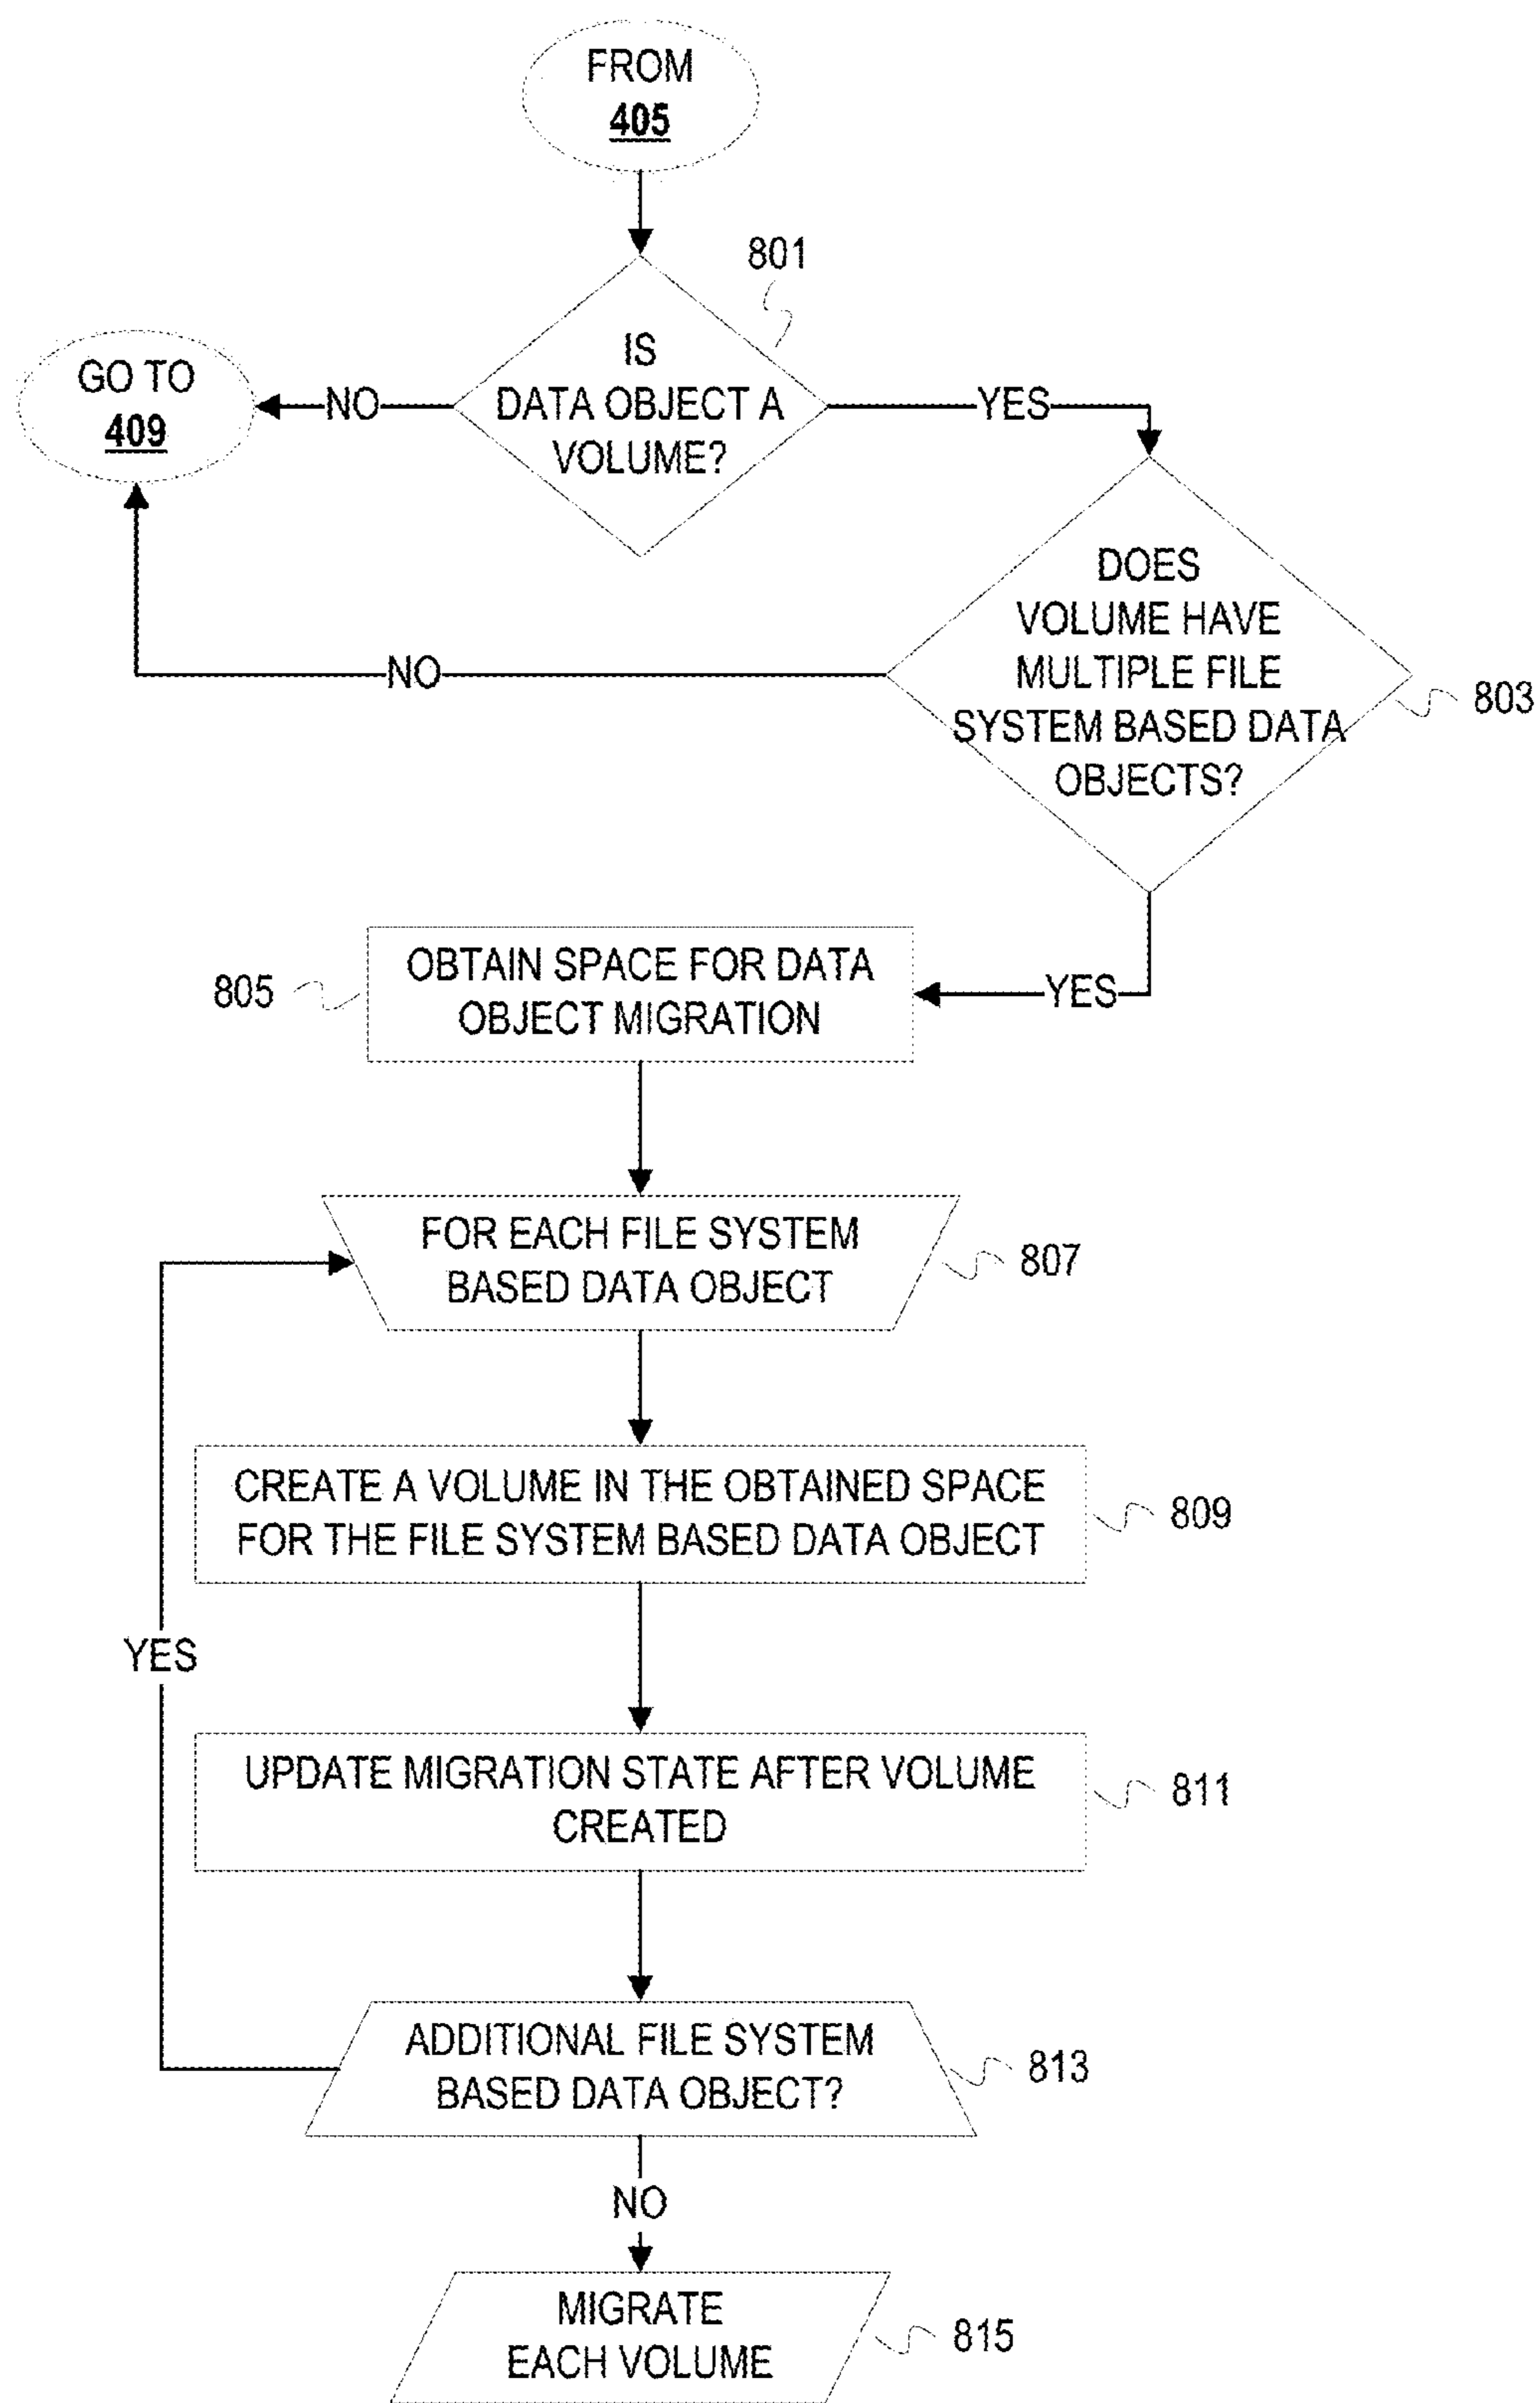 FROM
405
801
IS
DATA OBJECT A
VOLUME?
NO
GO TO
409
YES
DOES
VOLUME HAVE
MULTIPLE FILE
SYSTEM BASED DATA
OBJECTS?
803
NO
YES
805
OBTAIN SPACE FOR DATA
OBJECT MIGRATION
FOR EACH FILE SYSTEM
BASED DATA OBJECT
807
CREATE A VOLUME IN THE OBTAINED SPACE
FOR THE FILE SYSTEM BASED DATA OBJECT
809
YES
UPDATE MIGRATION STATE AFTER VOLUME
CREATED
811
ADDITIONAL FILE SYSTEM
BASED DATA OBJECT?
813
NO
MIGRATE
EACH VOLUME
815